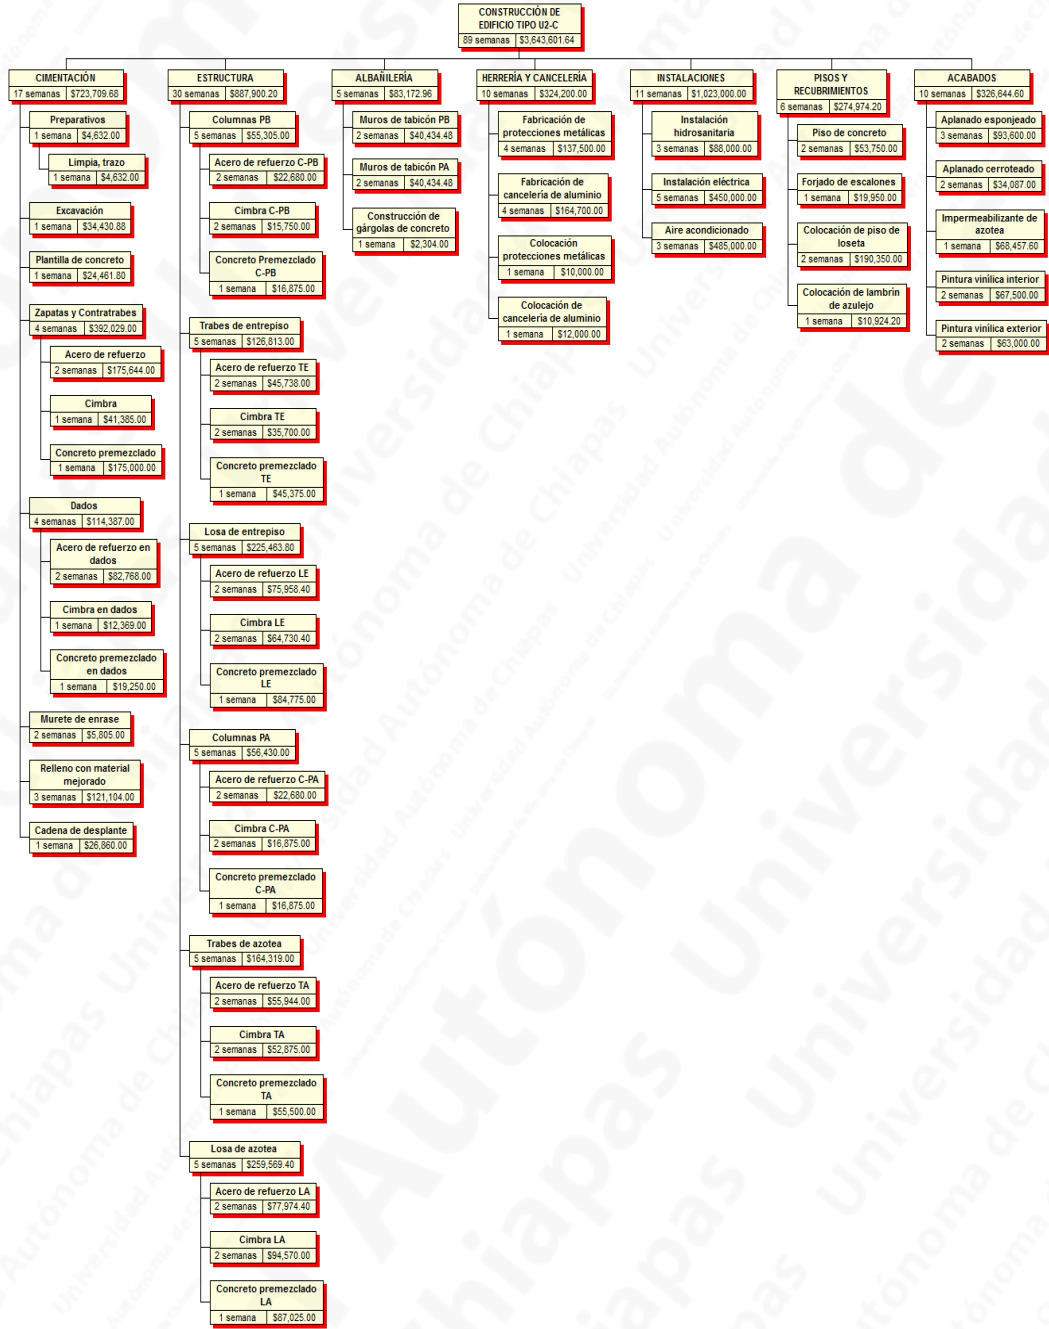 CONSTRUCCIÓN DE
EDIFICIO TIPO U2-C
89 semanas $3,643,601.64
CIMENTACIÓN
17 semanas $723,709.68
Preparativos
1 semana $4,632.00
Limpia, trazo
1 semana $4,632.00
Excavación
1 semana $34,430.88
Plantilla de concreto
1 semana $24,461.80
Zapatas y Contratrabes
4 semanas $392,029.00
Acero de refuerzo
2 semanas $175,644.00
Cimbra
1 semana $41,385.00
Concreto premezclado
1 semana $175,000.00
Dados
4 semanas $114,387.00
Acero de refuerzo en
dados
2 semanas $82,768.00
Cimbra en dados
1 semana $12,369.00
Concreto premezclado
en dados
1 semana $19,250.00
Murete de enrase
2 semanas $5,805.00
Relleno con material
mejorado
3 semanas $121,104.00
Cadena de desplante
1 semana $26,860.00
ESTRUCTURA
30 semanas $887,900.20
Columnas PB
5 semanas $55,305.00
Acero de refuerzo C-PB
2 semanas $22,680.00
Cimbra C-PB
2 semanas $15,750.00
Concreto Premezclado
C-PB
1 semana $16,875.00
Trabes de entrepiso
5 semanas $126,813.00
Acero de refuerzo TE
2 semanas $45,738.00
Cimbra TE
2 semanas $35,700.00
Concreto premezclado
TE
1 semana $45,375.00
Losa de entrepiso
5 semanas $225,463.80
Acero de refuerzo LE
2 semanas $75,958.40
Cimbra LE
2 semanas $64,730.40
Concreto premezclado
LE
1 semana $84,775.00
Columnas PA
5 semanas $56,430.00
Acero de refuerzo C-PA
2 semanas $22,680.00
Cimbra C-PA
2 semanas $16,875.00
Concreto premezclado
C-PA
1 semana $16,875.00
Trabes de azotea
5 semanas $164,319.00
Acero de refuerzo TA
2 semanas $55,944.00
Cimbra TA
2 semanas $52,875.00
Concreto premezclado
TA
1 semana $55,500.00
Losa de azotea
5 semanas $259,569.40
Acero de refuerzo LA
2 semanas $77,974.40
Cimbra LA
2 semanas $94,570.00
Concreto premezclado
LA
1 semana $87,025.00
ALBAÑILERÍA
5 semanas $83,172.96
Muros de tabicón PB
2 semanas $40,434.48
Muros de tabicón PA
2 semanas $40,434.48
Construcción de
gárgolas de concreto
1 semana $2,304.00
HERRERÍA Y CANCELERÍA
10 semanas $324,200.00
Fabricación de
protecciones metálicas
4 semanas $137,500.00
Fabricación de
cancelería de aluminio
4 semanas $164,700.00
Colocación
protecciones metálicas
1 semana $10,000.00
Colocación de
cancelería de aluminio
1 semana $12,000.00
INSTALACIONES
11 semanas $1,023,000.00
Instalación
hidrosanitaria
3 semanas $88,000.00
Instalación eléctrica
5 semanas $450,000.00
Aire acondicionado
3 semanas $485,000.00
PISOS Y
RECUBRIMIENTOS
6 semanas $274,974.20
Piso de concreto
2 semanas $53,750.00
Forjado de escalones
1 semana $19,950.00
Colocación de piso de
loseta
2 semanas $190,350.00
Colocación de lambrín
de azulejo
1 semana $10,924.20
ACABADOS
10 semanas $326,644.60
Aplanado esponjeado
3 semanas $93,600.00
Aplanado cerroteado
2 semanas $34,087.00
Impermeabilizante de
azotea
1 semana $68,457.60
Pintura vinílica interior
2 semanas $67,500.00
Pintura vinílica exterior
2 semanas $63,000.00